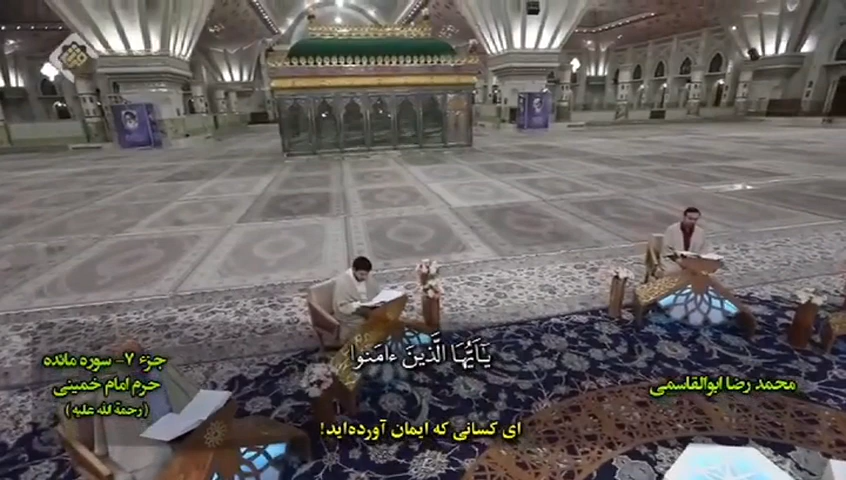 يَٰٓأَيُّهَا الَّذِينَ ءَامَنُوا
جزء ۷- سوره مائده
حرم امام خمینی
(رحمة الله علیه)
محمد رضا ابوالقاسمی
ای کسانی که ایمان آورده‌اید!